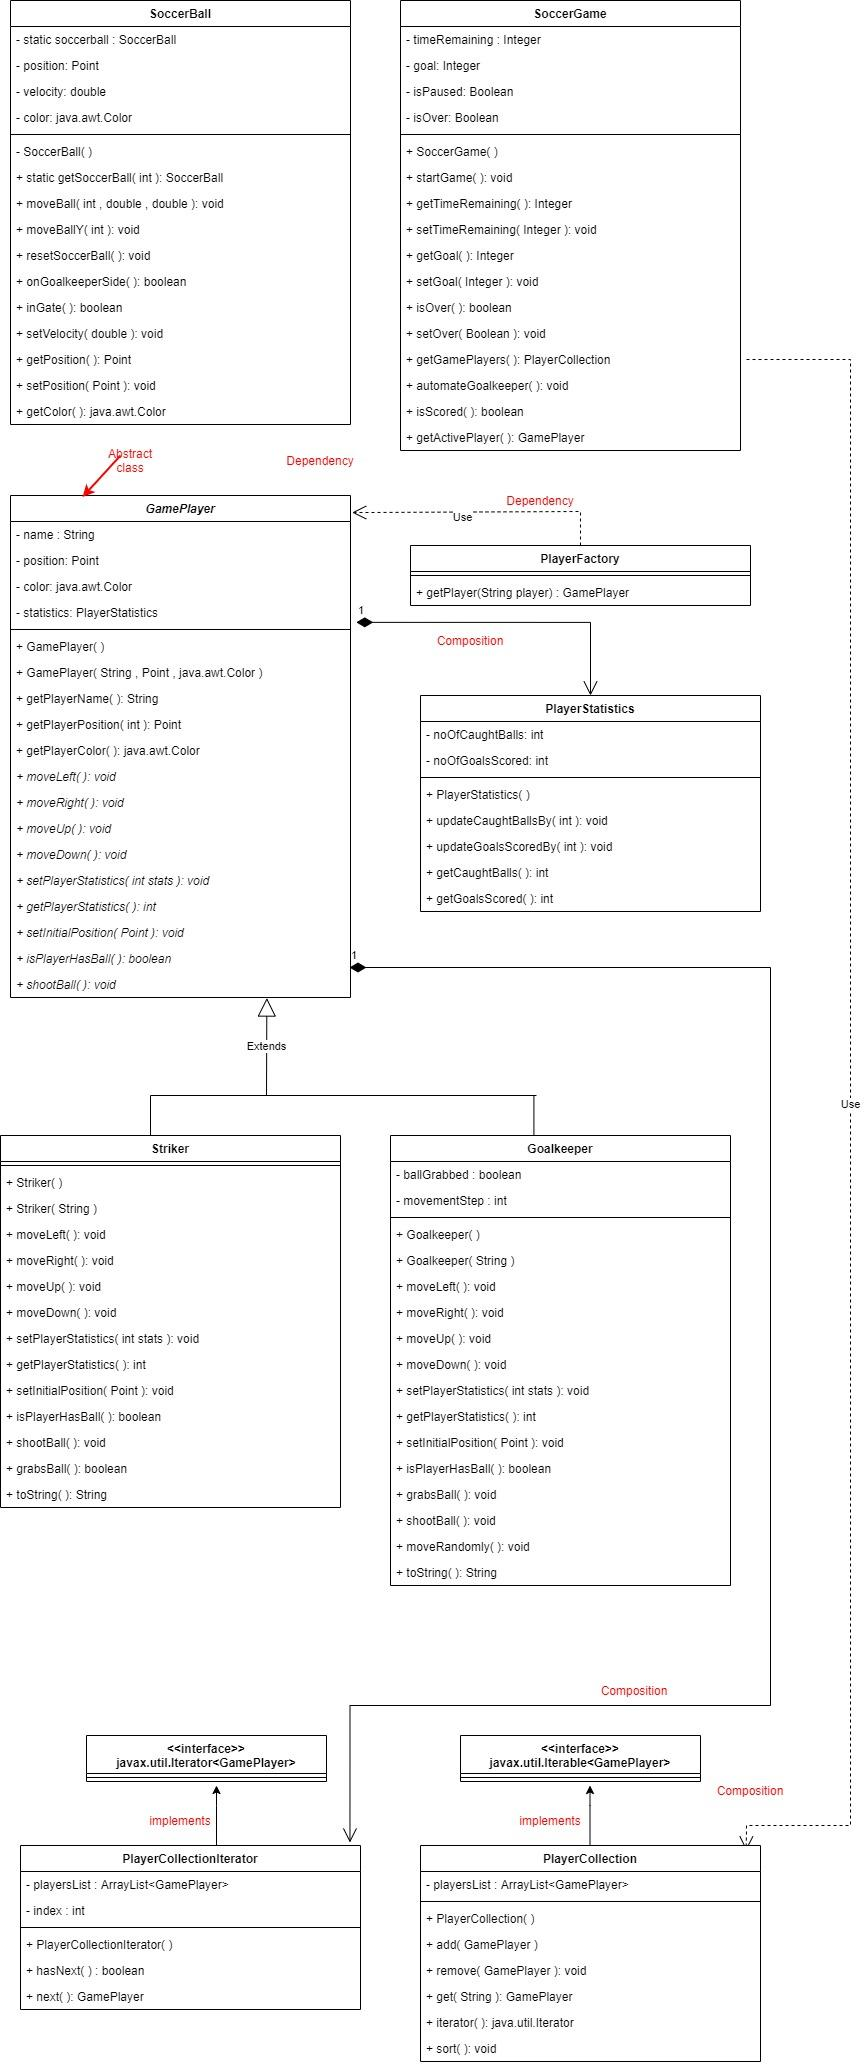 SoccerBall
- static soccerball : SoccerBall
- position: Point
- velocity: double
- color: java.awt.Color
- SoccerBall( )
+ static getSoccerBall( int ): SoccerBall
+ moveBall( int , double , double ): void
+ moveBallY( int ): void
+ resetSoccerBall( ): void
+ onGoalkeeperSide( ): boolean
+ inGate( ): boolean
+ setVelocity( double ): void
+ getPosition( ): Point
+ setPosition( Point ): void
+ getColor( ): java.awt.Color
SoccerGame
- timeRemaining : Integer
- goal: Integer
- isPaused: Boolean
- isOver: Boolean
+ SoccerGame( )
+ startGame( ): void
+ getTimeRemaining( ): Integer
+ setTimeRemaining( Integer ): void
+ getGoal( ): Integer
+ setGoal( Integer ): void
+ isOver( ): boolean
+ setOver( Boolean ): void
+ getGamePlayers( ): PlayerCollection
+ automateGoalkeeper( ): void
+ isScored( ): boolean
+ getActivePlayer( ): GamePlayer
Abstract
class
Dependency
GamePlayer
- name : String
- position: Point
- color: java.awt.Color
- statistics: PlayerStatistics
+ GamePlayer( )
+ GamePlayer( String , Point , java.awt.Color )
+ getPlayerName( ): String
+ getPlayerPosition( int ): Point
+ getPlayerColor( ): java.awt.Color
+ moveLeft( ): void
+ moveRight( ): void
+ moveUp( ): void
+ moveDown( ): void
+ setPlayerStatistics( int stats ): void
+ getPlayerStatistics( ): int
+ setInitialPosition( Point ): void
+ isPlayerHasBall( ): boolean
+ shootBall( ): void
Dependency
Use
PlayerFactory
+ getPlayer(String player) : GamePlayer
1
Composition
PlayerStatistics
- noOfCaughtBalls: int
- noOfGoalsScored: int
+ PlayerStatistics( )
+ updateCaughtBallsBy( int ): void
+ updateGoalsScoredBy( int ): void
+ getCaughtBalls( ): int
+ getGoalsScored( ): int
1
Extends
Use
Striker
+ Striker( )
+ Striker( String )
+ moveLeft( ): void
+ moveRight( ): void
+ moveUp( ): void
+ moveDown( ): void
+ setPlayerStatistics( int stats ): void
+ getPlayerStatistics( ): int
+ setInitialPosition( Point ): void
+ isPlayerHasBall( ): boolean
+ shootBall( ): void
+ grabsBall( ): boolean
+ toString( ): String
Goalkeeper
- ballGrabbed : boolean
- movementStep : int
+ Goalkeeper( )
+ Goalkeeper( String )
+ moveLeft( ): void
+ moveRight( ): void
+ moveUp( ): void
+ moveDown( ): void
+ setPlayerStatistics( int stats ): void
+ getPlayerStatistics( ): int
+ setInitialPosition( Point ): void
+ isPlayerHasBall( ): boolean
+ grabsBall( ): void
+ shootBall( ): void
+ moveRandomly( ): void
+ toString( ): String
Composition
<<interface>>
javax.util.Iterator<GamePlayer>
<<interface>>
javax.util.Iterable<GamePlayer>
Composition
implements
implements
PlayerCollectionIterator
- playersList : ArrayList<GamePlayer>
- index : int
+ PlayerCollectionIterator( )
+ hasNext( ) : boolean
+ next( ): GamePlayer
PlayerCollection
- playersList : ArrayList<GamePlayer>
+ PlayerCollection( )
+ add( GamePlayer )
+ remove( GamePlayer ): void
+ get( String ): GamePlayer
+ iterator( ): java.util.Iterator
+ sort( ): void